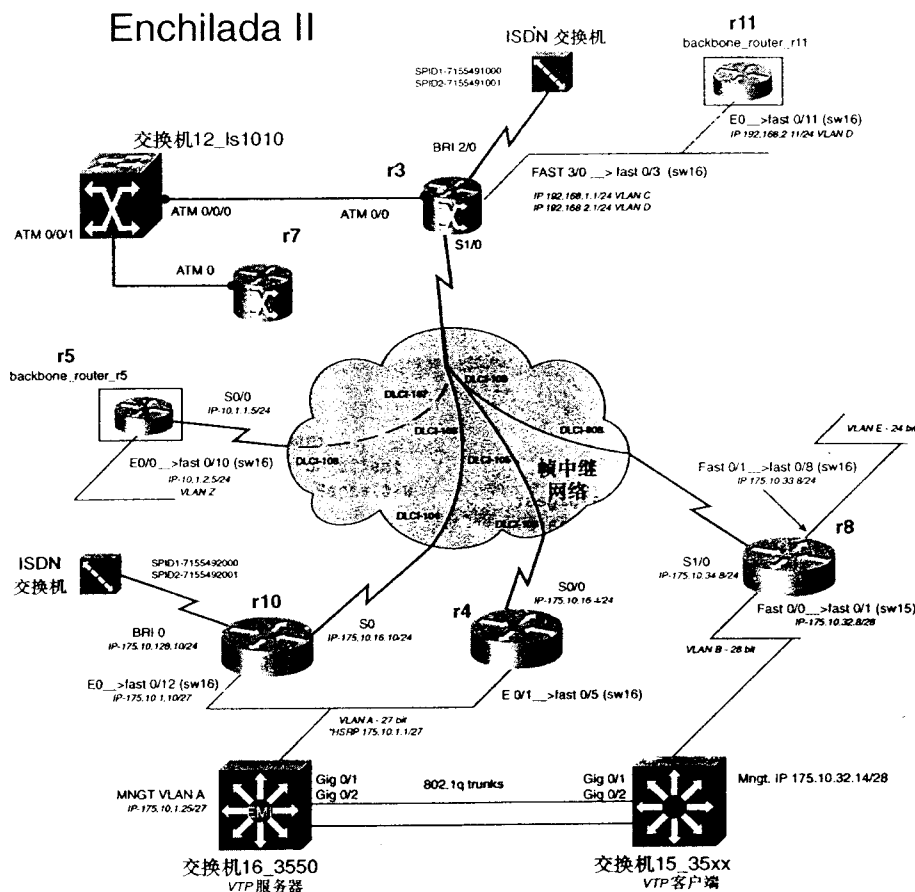 Enchilada II
ISDN 交换机
SPID1-7155491000
SPID2-7155491001
r11
backbone_router_r11
E0__>fast 0/11 (sw16)
IP 192.168.2.11/24 VLAN D
交换机12_ls1010
BRI 2/0
r3
FAST 3/0 __> fast 0/3 (sw16)
IP 192.168.1.1/24 VLAN C
IP 192.168.2.1/24 VLAN D
ATM 0/0/0
ATM 0/0
S1/0
ATM 0/0/1
r7
ATM 0
r5
backbone_router_r5
S0/0
IP-10.1.1.5/24
E0/0__>fast 0/10 (sw16)
IP-10.1.2.5/24
VLAN Z
DLCI-108
帧中继
网络
VLAN E - 24 bit
Fast 0/1__>fast 0/8 (sw16)
IP 175.10.33.8/24
r8
S1/0
IP-175.10.34.8/24
Fast 0/0__>fast 0/1 (sw15)
IP-175.10.32.8/28
VLAN B - 28 bit
ISDN
交换机
SPID1-7155492000
SPID2-7155492001
r10
BRI 0
IP-175.10.128.10/24
S0
IP-175.10.16.10/24
r4
S0/0
E0__>fast 0/12 (sw16)
IP-175.10.1.10/27
E 0/1__>fast 0/5 (sw16)
VLAN A - 27 bit
*HSRP 175.10.1.1/27
MNGT VLAN A
IP-175.10.1.25/27
EMI
Gig 0/1
Gig 0/2
802.1q trunks
Gig 0/1
Gig 0/2
Mngt. IP 175.10.32.14/28
交换机16_3550
VTP 服务器
交换机15_35xx
VTP 客户端